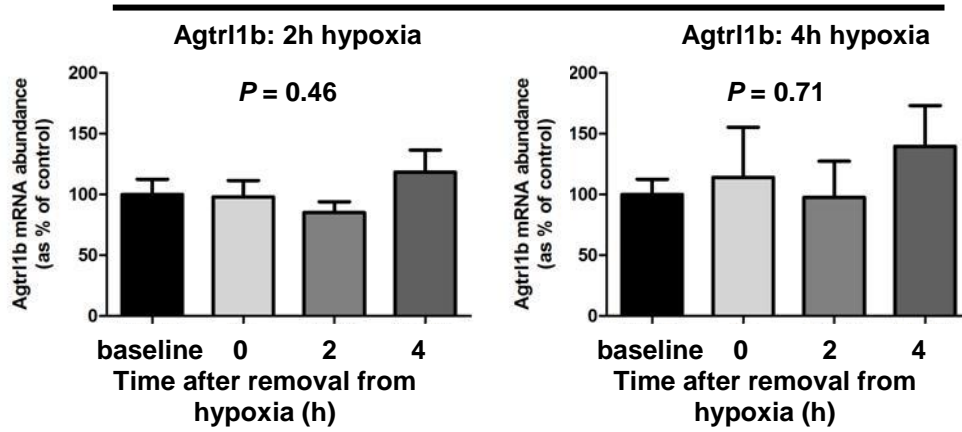 Agtrl1b: 2h hypoxia
P = 0.46
Agtrl1b mRNA abundance
(as % of control)
200
150
100
50
0
baseline 0 2 4
Time after removal from
hypoxia (h)
Agtrl1b: 4h hypoxia
P = 0.71
Agtrl1b mRNA abundance
(as % of control)
200
150
100
50
0
baseline 0 2 4
Time after removal from
hypoxia (h)